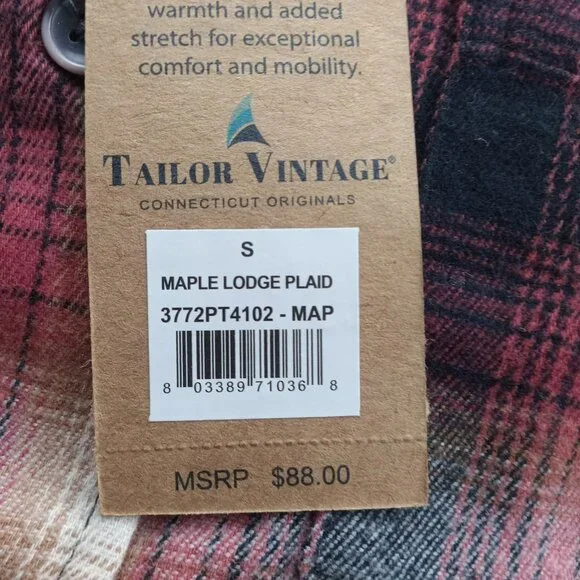 warmth and added
stretch for exceptional
comfort and mobility.
TAILOR VINTAGE®
CONNECTICUT ORIGINALS
S
MAPLE LODGE PLAID
3772PT4102 - MAP
8 03389 71036 8
MSRP $88.00